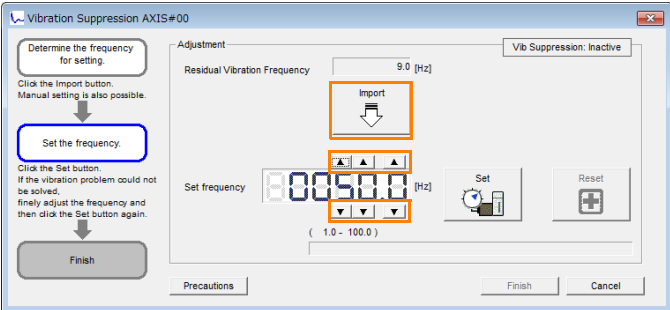 Vibration Suppression AXIS#00
Determine the frequency
for setting.
Click the Import button.
Manual setting is also possible.
Set the frequency.
Click the Set button.
If the vibration problem could not
be solved,
finely adjust the frequency and
then click the Set button again.
Finish
Adjustment
Vib Suppression: Inactive
Residual Vibration Frequency
9.0 [Hz]
Import
Set frequency
0050.0 [Hz]
Set
Reset
( 1.0 - 100.0 )
Precautions
Finish
Cancel